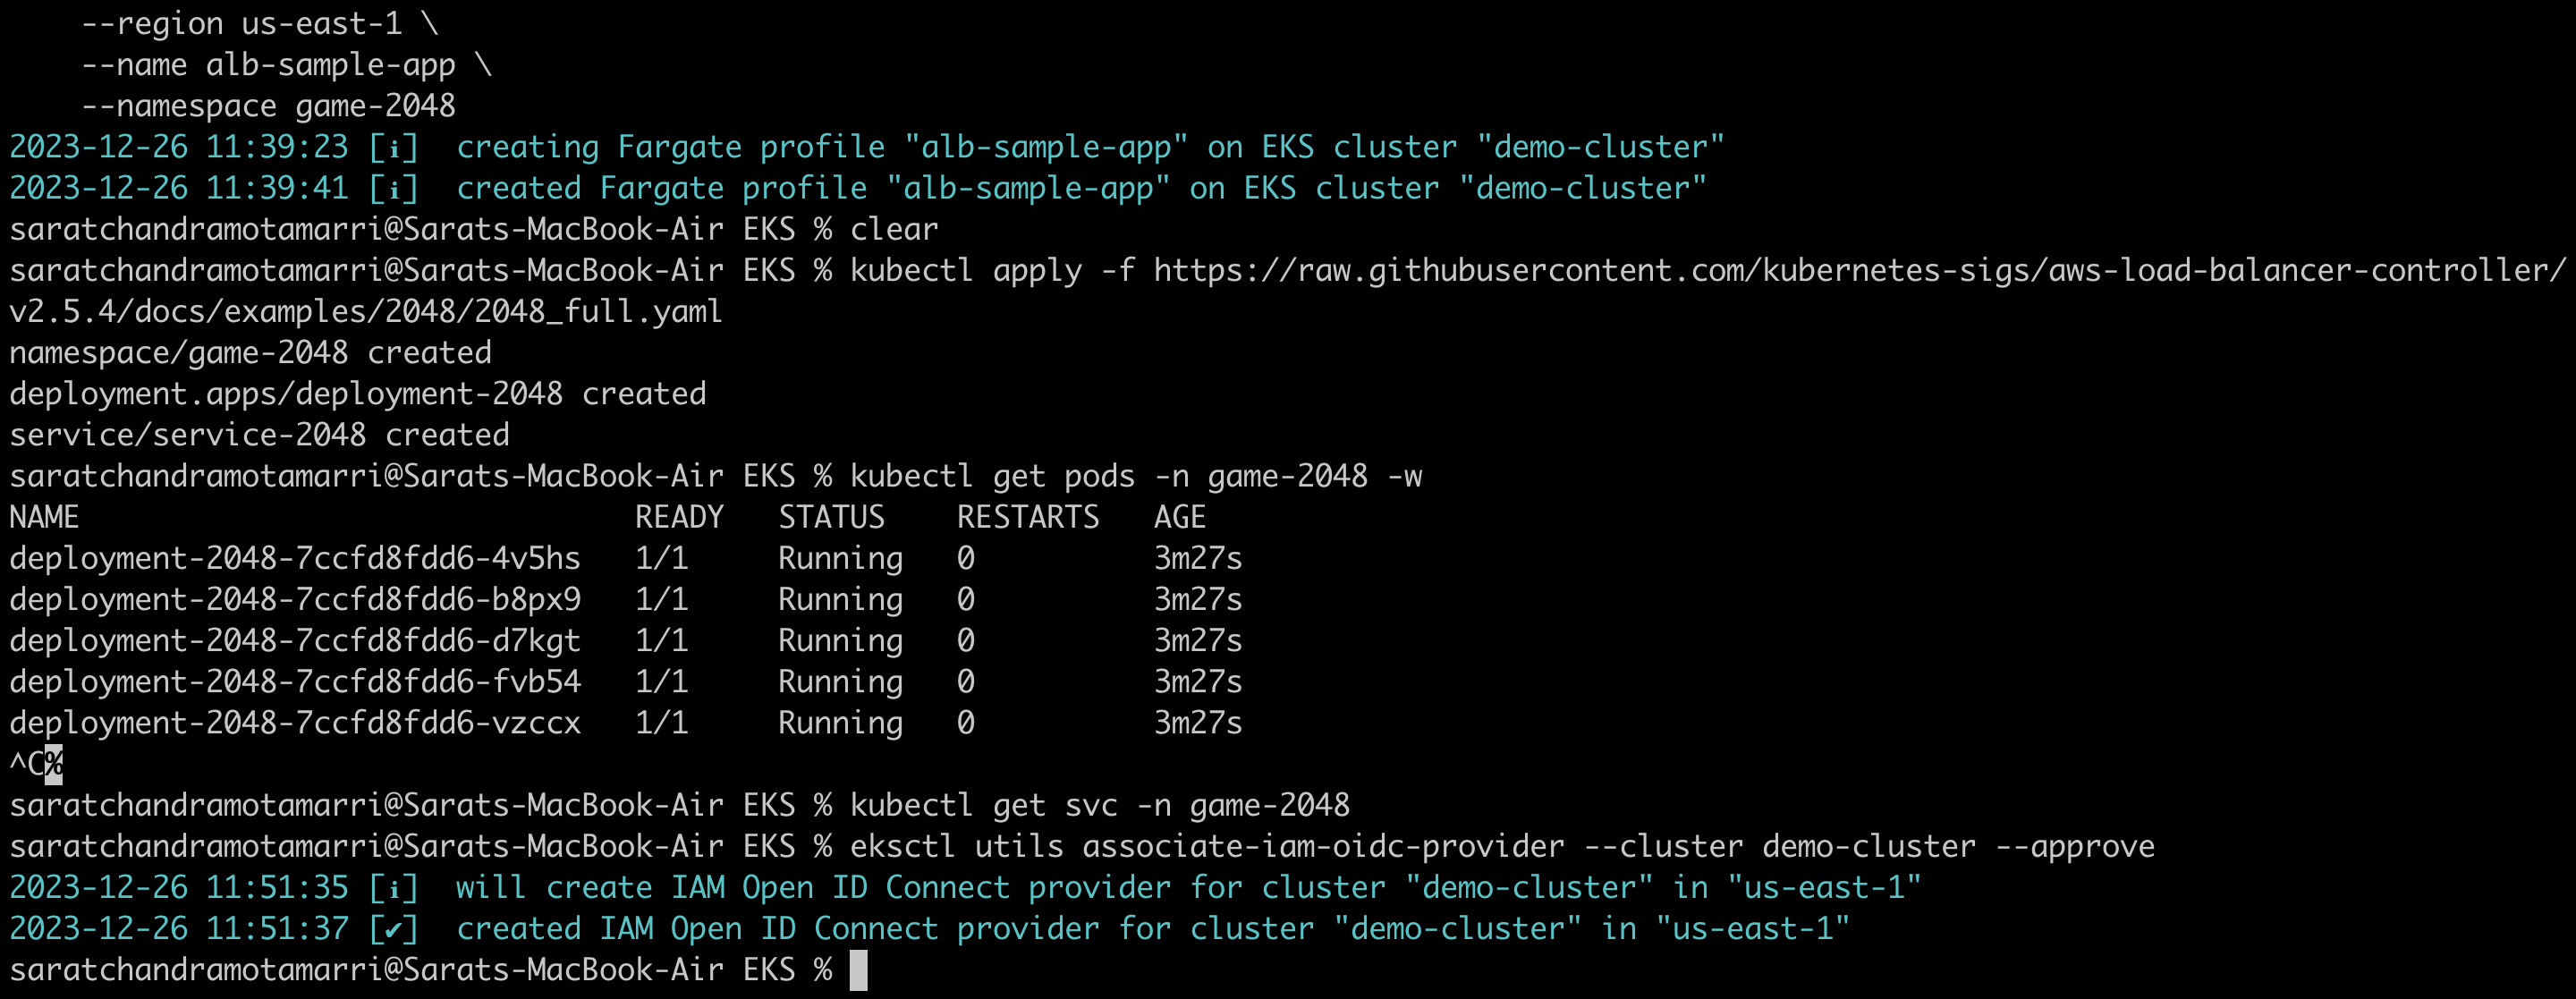 --region us-east-1 \
    --name alb-sample-app \
    --namespace game-2048
2023-12-26 11:39:23 [ℹ]  creating Fargate profile "alb-sample-app" on EKS cluster "demo-cluster"
2023-12-26 11:39:41 [ℹ]  created Fargate profile "alb-sample-app" on EKS cluster "demo-cluster"
saratchandramotamarri@Sarats-MacBook-Air EKS % clear
saratchandramotamarri@Sarats-MacBook-Air EKS % kubectl apply -f https://raw.githubusercontent.com/kubernetes-sigs/aws-load-balancer-controller/
v2.5.4/docs/examples/2048/2048_full.yaml
namespace/game-2048 created
deployment.apps/deployment-2048 created
service/service-2048 created
saratchandramotamarri@Sarats-MacBook-Air EKS % kubectl get pods -n game-2048 -w
NAME                               READY   STATUS    RESTARTS   AGE
deployment-2048-7ccfd8fdd6-4v5hs   1/1     Running   0          3m27s
deployment-2048-7ccfd8fdd6-b8px9   1/1     Running   0          3m27s
deployment-2048-7ccfd8fdd6-d7kgt   1/1     Running   0          3m27s
deployment-2048-7ccfd8fdd6-fvb54   1/1     Running   0          3m27s
deployment-2048-7ccfd8fdd6-vzccx   1/1     Running   0          3m27s
^C%
saratchandramotamarri@Sarats-MacBook-Air EKS % kubectl get svc -n game-2048
saratchandramotamarri@Sarats-MacBook-Air EKS % eksctl utils associate-iam-oidc-provider --cluster demo-cluster --approve
2023-12-26 11:51:35 [ℹ]  will create IAM Open ID Connect provider for cluster "demo-cluster" in "us-east-1"
2023-12-26 11:51:37 [✔]  created IAM Open ID Connect provider for cluster "demo-cluster" in "us-east-1"
saratchandramotamarri@Sarats-MacBook-Air EKS %